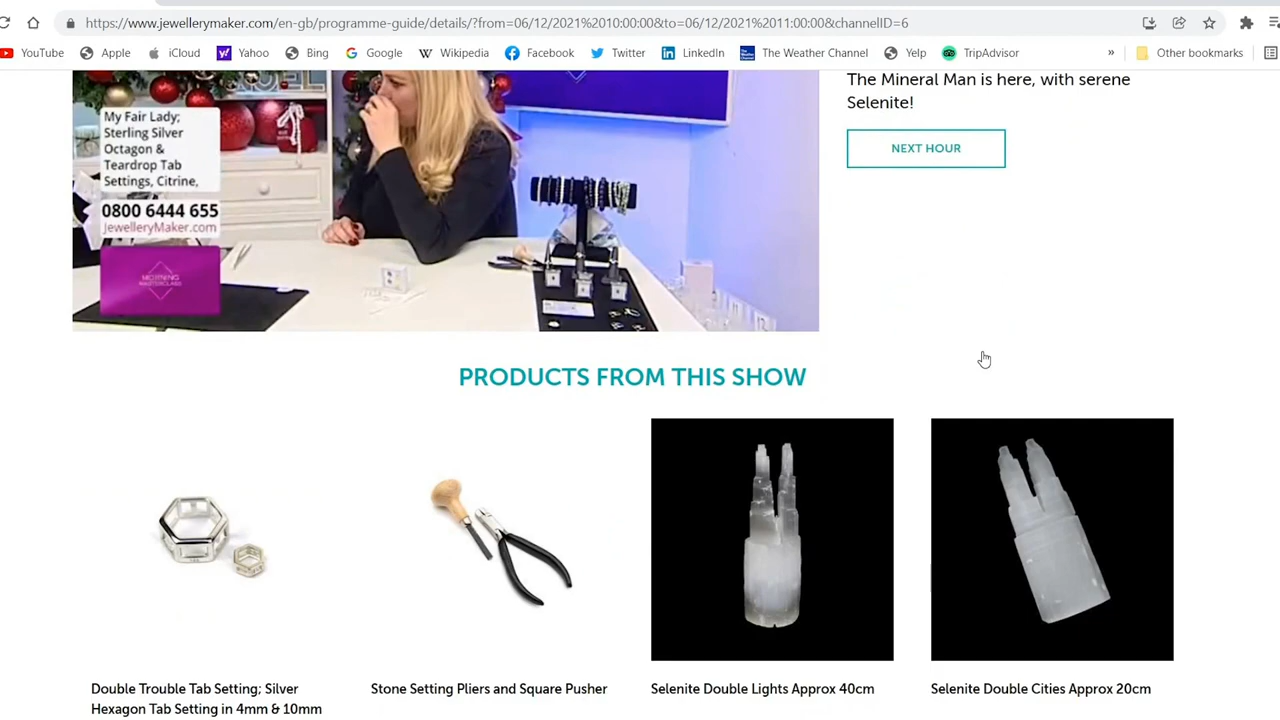 https://www.jewellerymaker.com/en-gb/programme-guide/details/?from=06/12/2021%2010:00:00&to=06/12/2021%2011:00:00&channelID=6
YouTube Apple iCloud Yahoo Bing Google Wikipedia Facebook Twitter LinkedIn The Weather Channel Yelp TripAdvisor » Other bookmarks
The Mineral Man is here, with serene
Selenite!
NEXT HOUR
My Fair Lady;
Sterling Silver
Octagon &
Teardrop Tab
Settings, Citrine,
0800 6444 655
JewelleryMaker.com
MORNING
MASTERCLASS
PRODUCTS FROM THIS SHOW
Double Trouble Tab Setting; Silver
Hexagon Tab Setting in 4mm & 10mm
Stone Setting Pliers and Square Pusher
Selenite Double Lights Approx 40cm
Selenite Double Cities Approx 20cm